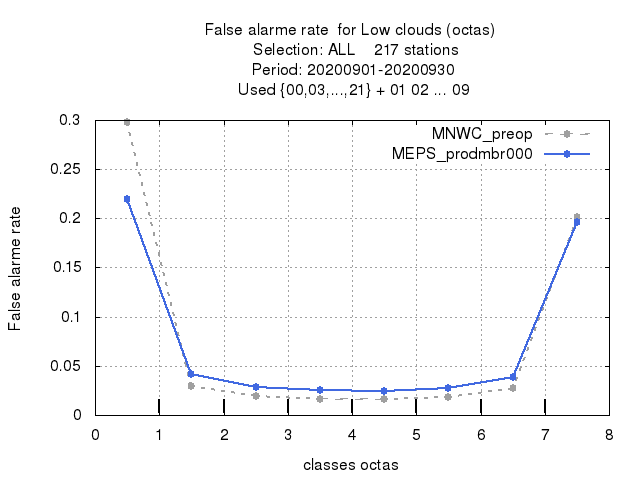 False alarme rate  for Low clouds (octas)
Selection: ALL    217 stations
Period: 20200901-20200930
Used {00,03,...,21} + 01 02 ... 09
MNWC_preop
MEPS_prodmbr000
False alarme rate
0.3
0.25
0.2
0.15
0.1
0.05
0
0 1 2 3 4 5 6 7 8
classes octas